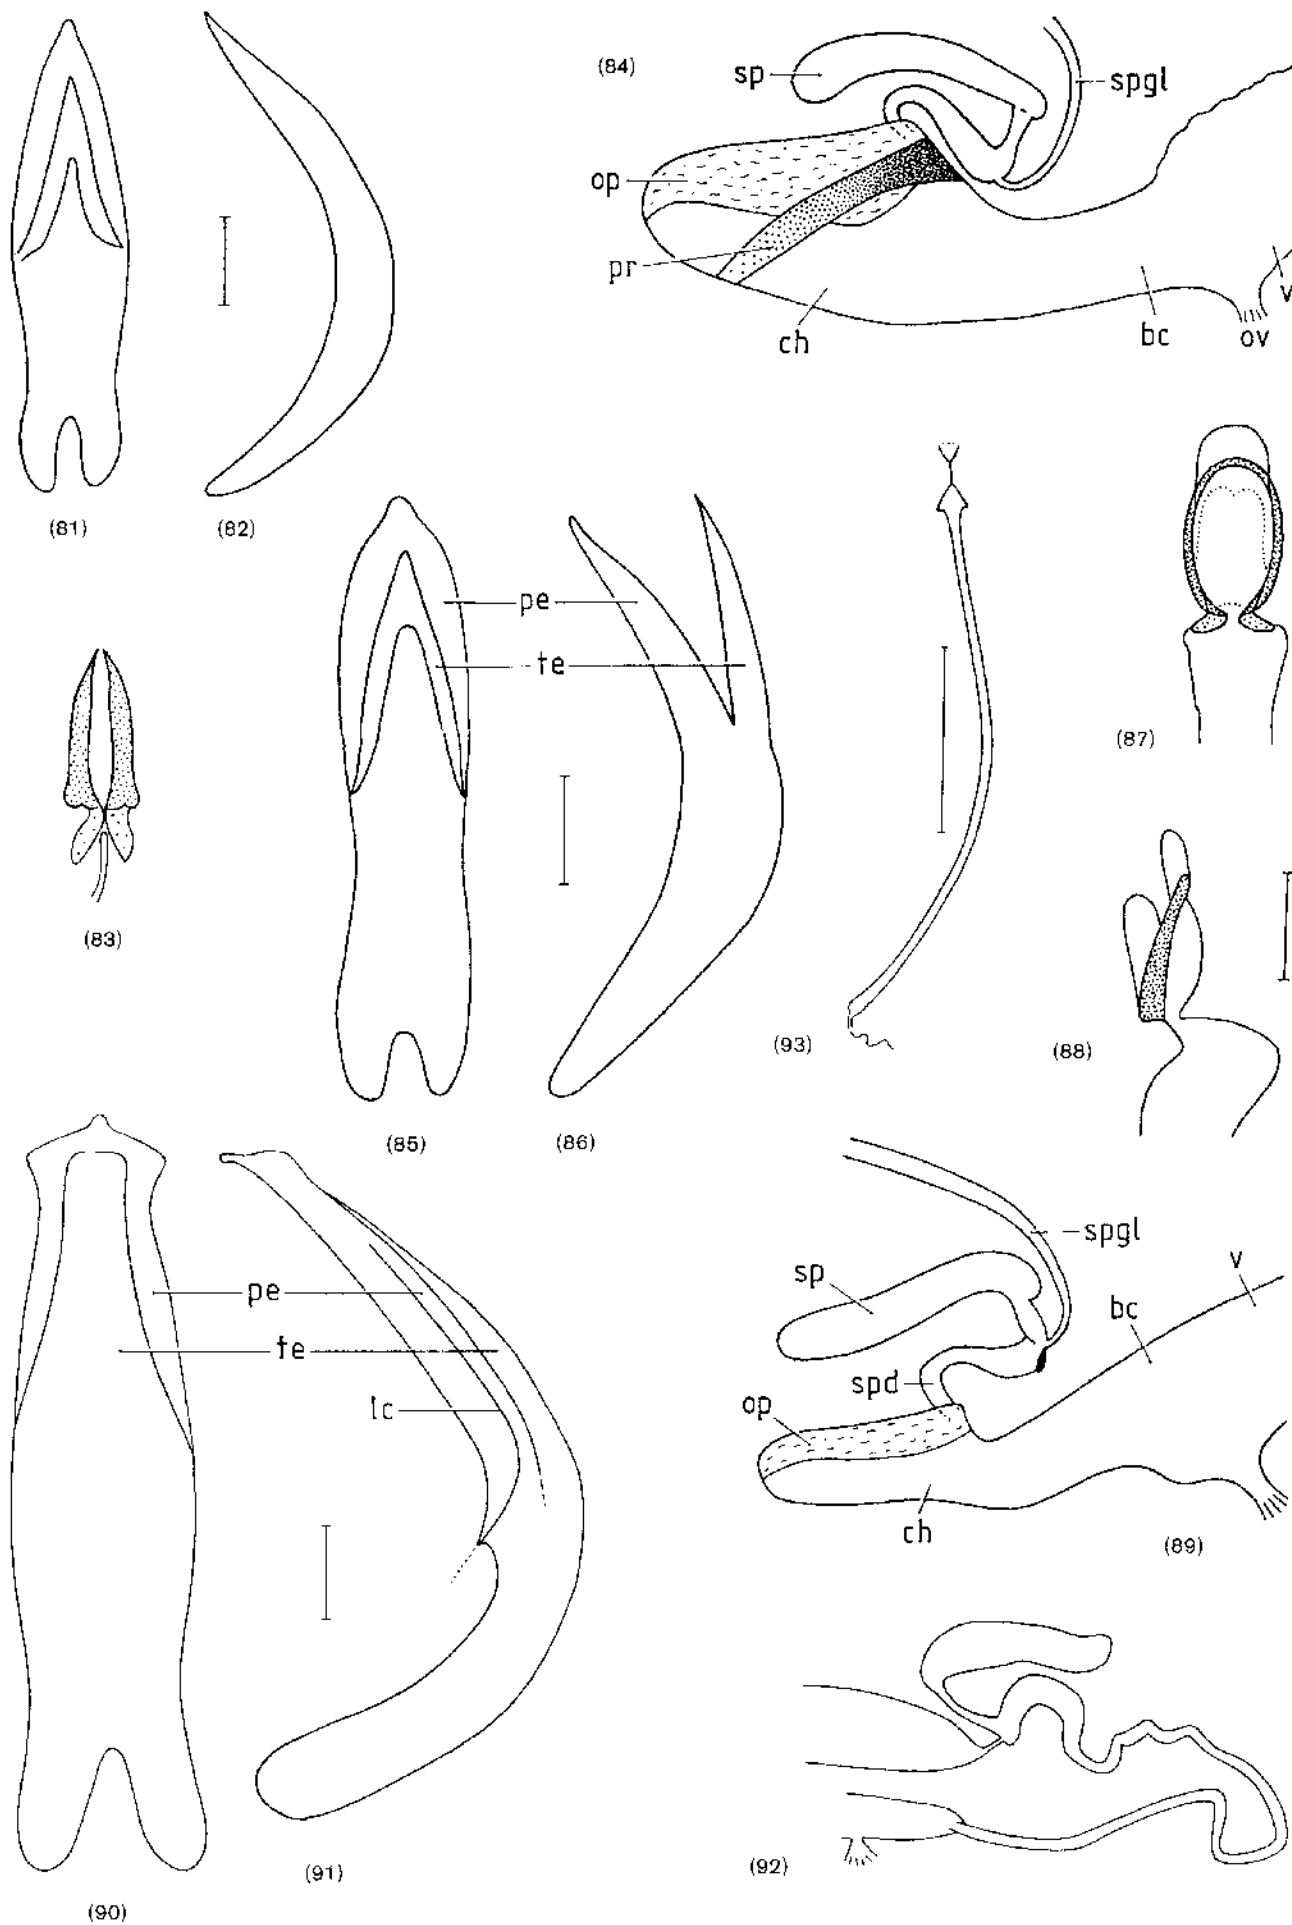 (84)
sp
spgl
op
pr
ch
bc
ov
v
(81)
(82)
pe
te
(87)
(83)
(93)
(88)
(85)
(86)
spgl
sp
v
bc
pe
te
spd
op
lc
ch
(89)
(92)
(91)
(90)